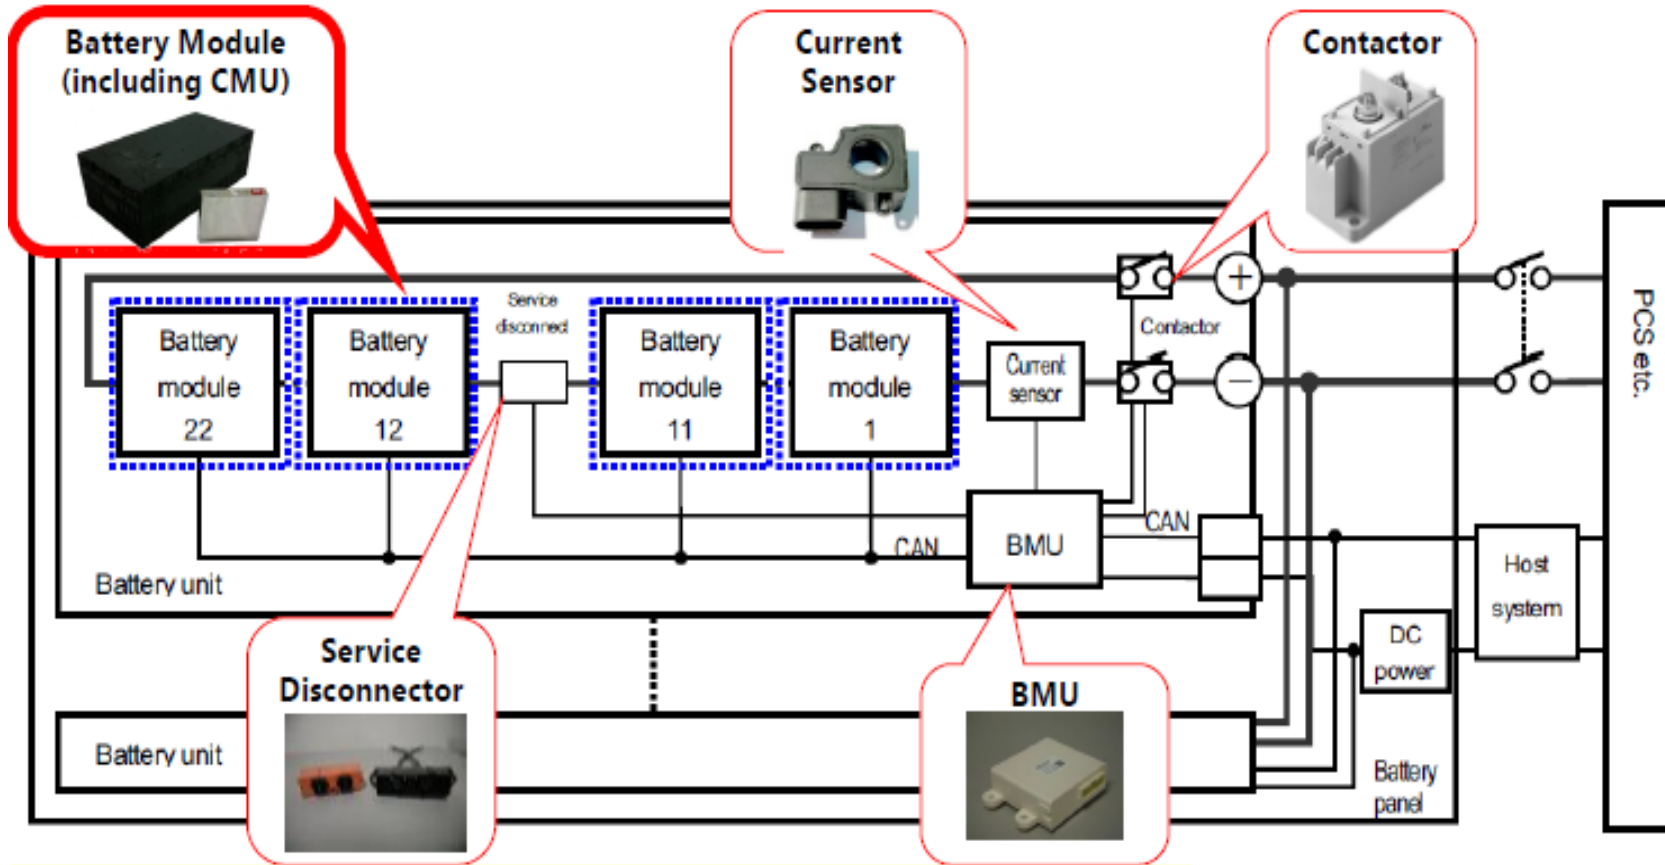 Battery Module
(including CMU)
Current
Sensor
Contactor
Service
disconnect
Battery
module
22
Battery
module
12
Battery
module
11
Battery
module
1
Current
sensor
Contactor
+
−
PCS etc.
CAN
BMU
CAN
Battery unit
Host
system
DC
power
Service
Disconnector
BMU
Battery unit
Battery
panel